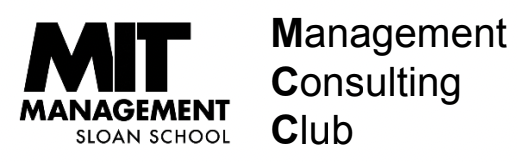 MIT
MANAGEMENT
SLOAN SCHOOL
Management
Consulting
Club